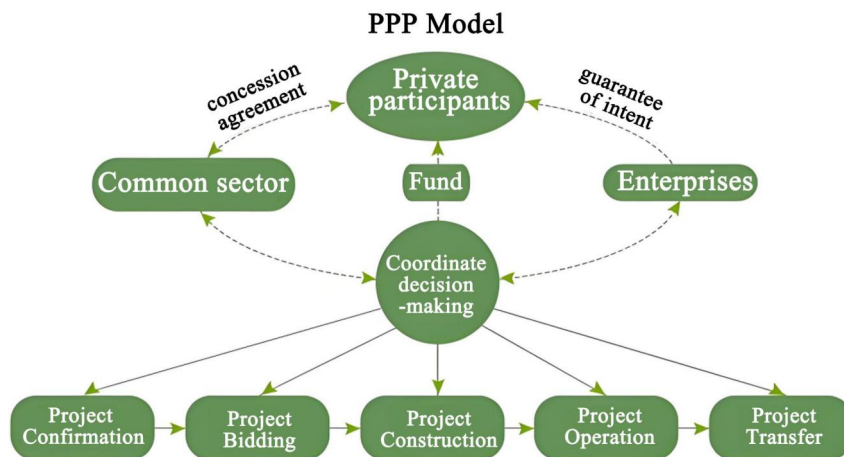 PPP Model
concession
agreement
Private
participants
guarantee
of intent
Common sector
Fund
Enterprises
Coordinate
decision
-making
Project
Confirmation
Project
Bidding
Project
Construction
Project
Operation
Project
Transfer